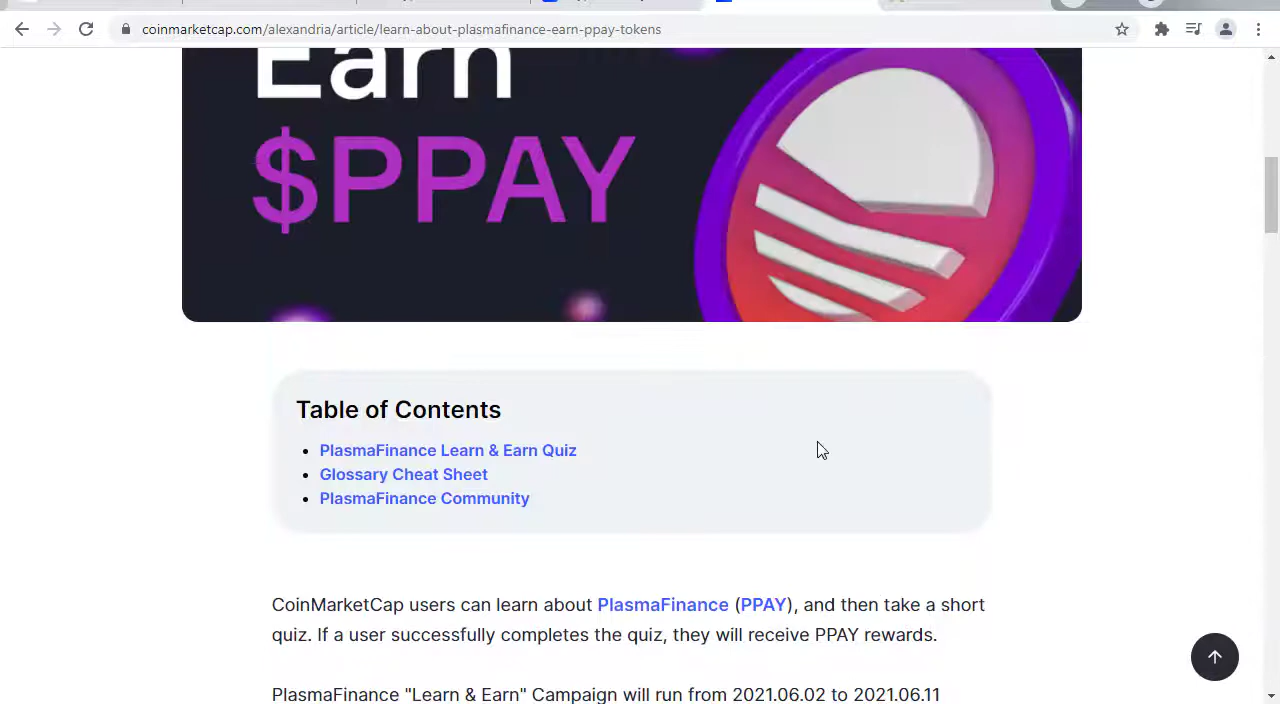 coinmarketcap.com/alexandria/article/learn-about-plasmafinance-earn-ppay-tokens
Earn
$PPAY
Table of Contents
PlasmaFinance Learn & Earn Quiz
Glossary Cheat Sheet
PlasmaFinance Community
CoinMarketCap users can learn about PlasmaFinance (PPAY), and then take a short
quiz. If a user successfully completes the quiz, they will receive PPAY rewards.
PlasmaFinance "Learn & Earn" Campaign will run from 2021.06.02 to 2021.06.11